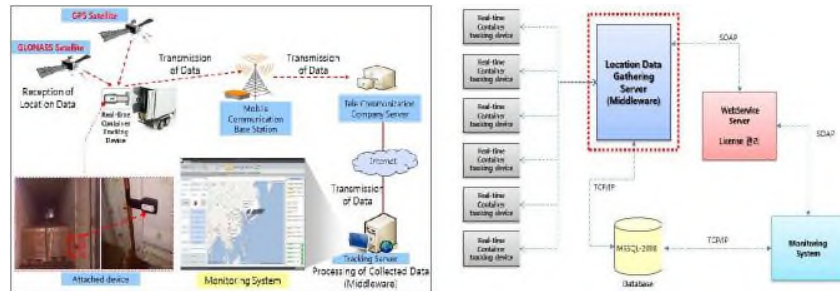 GPS Satellite
GLONASS Satellite
Transmission
of Data
Transmission
of Data
Reception of
Location Data
Real-time
Container
Tracking
Device
Mobile
Communication
Base Station
Tele-Communication
Company Server
Internet
Transmission
of Data
Tracking Server
Processing of Collected Data
(Middleware)
Attached device
Monitoring System
Real-time
Container
tracking device
Real-time
Container
tracking device
Real-time
Container
tracking device
Real-time
Container
tracking device
Real-time
Container
tracking device
Real-time
Container
tracking device
Location Data
Gathering
Server
(Middleware)
SOAP
WebService
Server
License 관리
SOAP
TCP/IP
MSSQL-2008
Database
TCP/IP
Monitoring
System